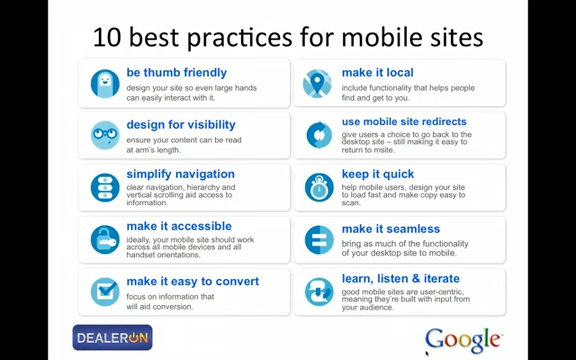 10 best practices for mobile sites
be thumb friendly
design your site so even large hands
can easily interact with it.
design for visibility
ensure your content can be read
at arm's length.
simplify navigation
clear navigation, hierarchy and
vertical scrolling aid access to
information.
make it accessible
ideally, your mobile site should work
across all mobile devices and all
handset orientations.
make it easy to convert
focus on information that
will aid conversion.
make it local
include functionality that helps people
find and get to you.
use mobile site redirects
give users a choice to go back to the
desktop site – still making it easy to
return to msite.
keep it quick
help mobile users, design your site
to load fast and make copy easy to
scan.
make it seamless
bring as much of the functionality
of your desktop site to mobile.
learn, listen & iterate
good mobile sites are user-centric,
meaning they're built with input from
your audience.
DEALERON
Google